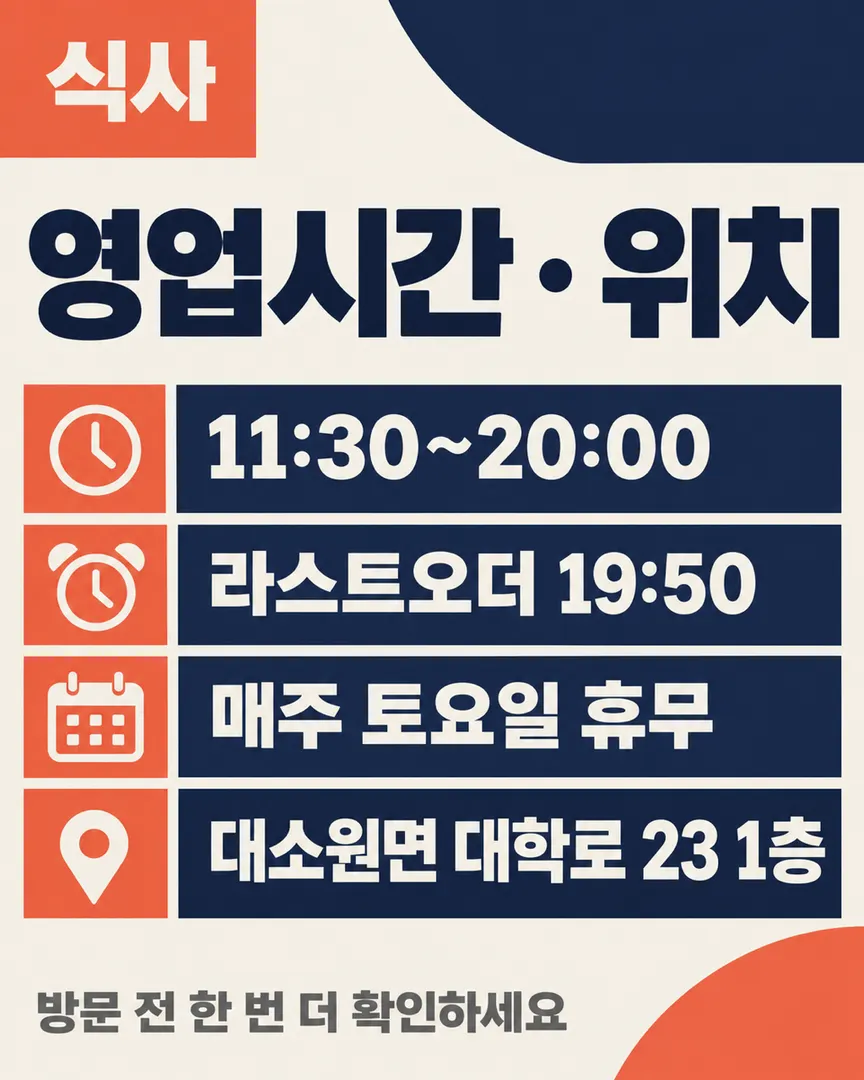 식사
영업시간 · 위치
11:30~20:00
라스트오더 19:50
매주 토요일 휴무
대소원면 대학로 23 1층
방문 전 한 번 더 확인하세요